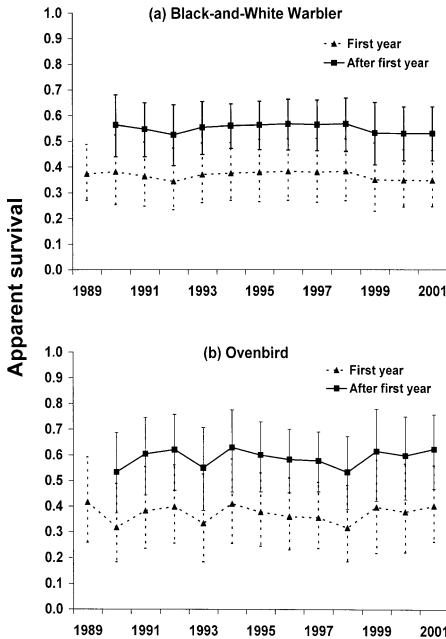 (a) Black-and-White Warbler
First year
After first year
1.0
0.9
0.8
0.7
0.6
0.5
0.4
0.3
0.2
0.1
0.0
1989 1991 1993 1995 1997 1999 2001
Apparent survival
(b) Ovenbird
First year
After first year
1.0
0.9
0.8
0.7
0.6
0.5
0.4
0.3
0.2
0.1
0.0
1989 1991 1993 1995 1997 1999 2001